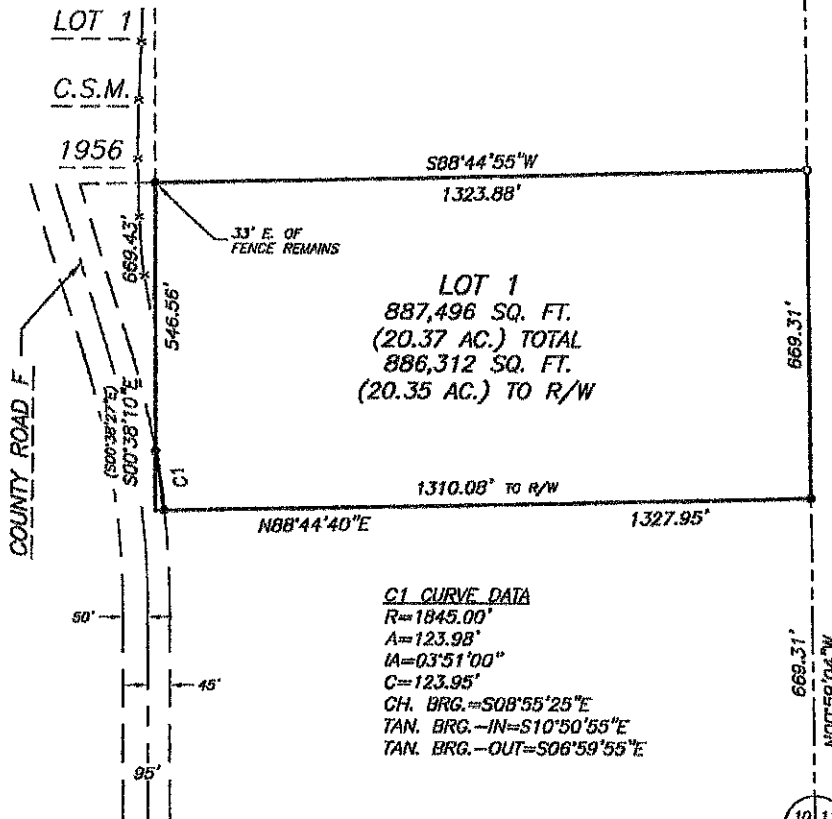 LOT 1
C.S.M.
1956
S88°44'55"W
1323.88'
33' E. OF
FENCE REMAINS
669.43'
546.56'
LOT 1
887,496 SQ. FT.
(20.37 AC.) TOTAL
886,312 SQ. FT.
(20.35 AC.) TO R/W
669.31'
COUNTY ROAD F
(S00°38'27"E)
S00°38'10"E
C1
1310.08' TO R/W
N88°44'40"E
1327.95'
C1 CURVE DATA
R=1845.00'
A=123.98'
IA=03°51'00"
C=123.95'
CH. BRG.=S08°55'25"E
TAN. BRG.-IN=S10°50'55"E
TAN. BRG.-OUT=S06°59'55"E
50'
45'
95'
669.31'
10